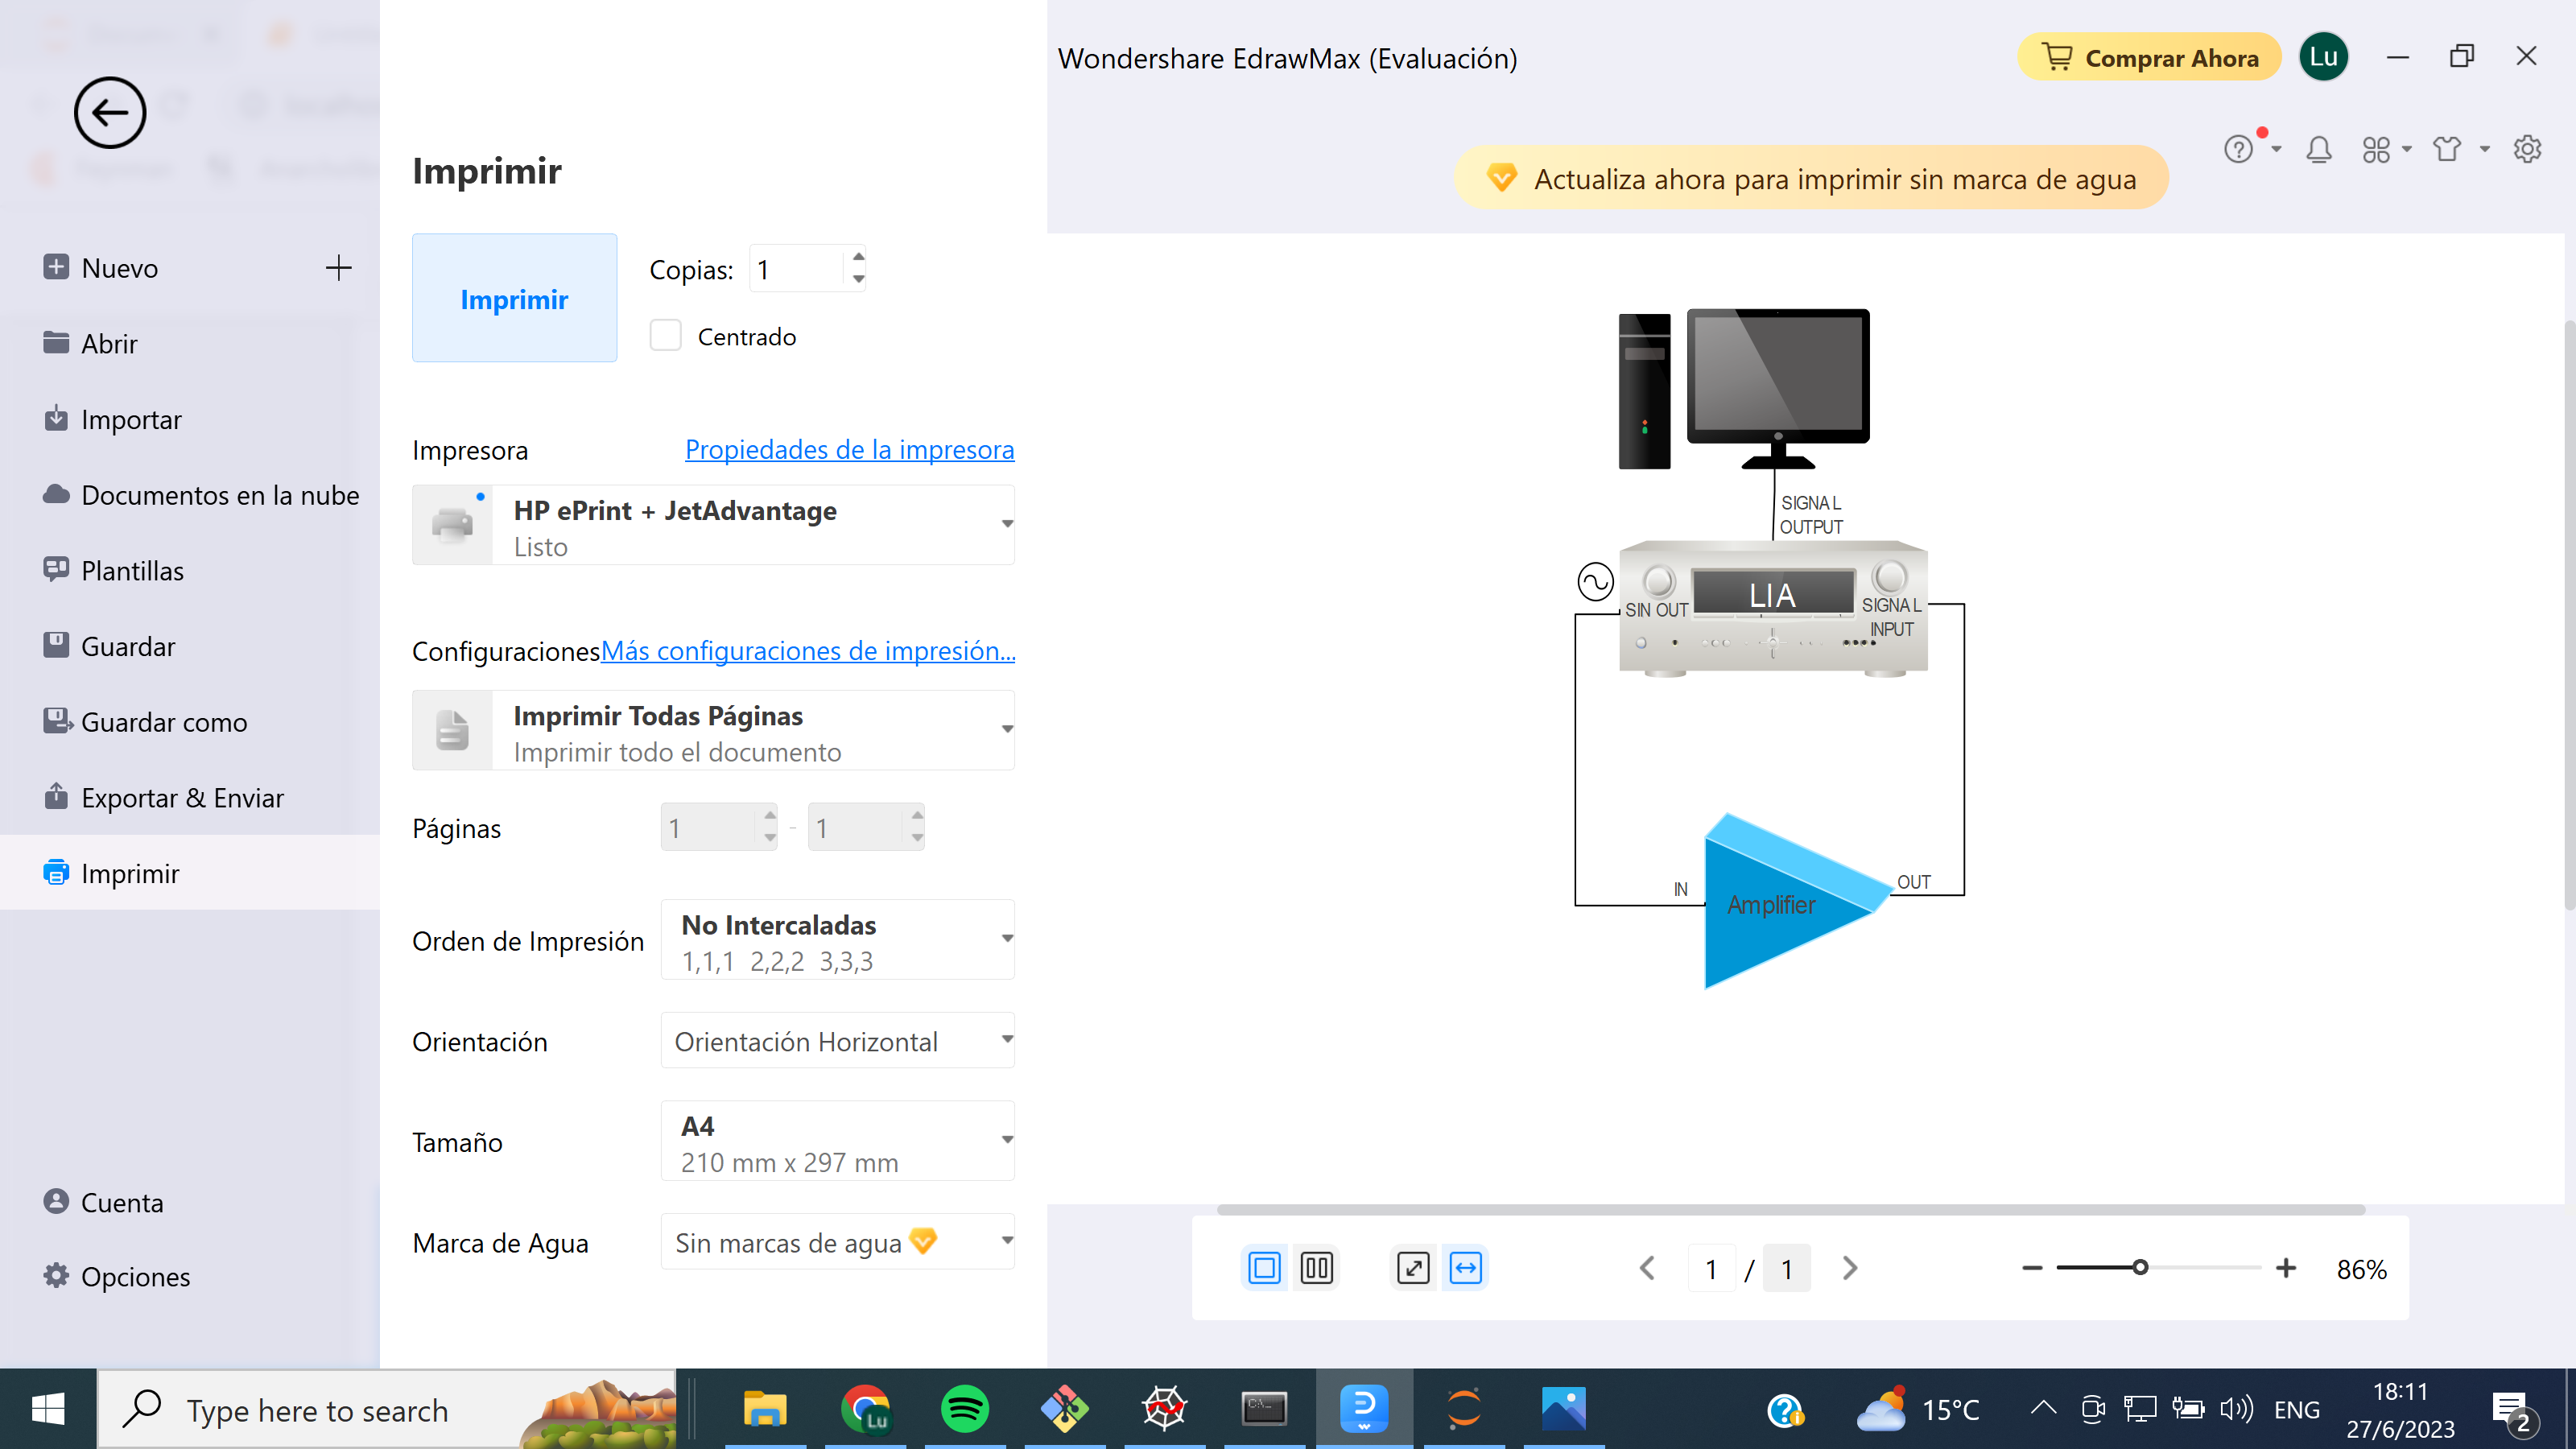 Wondershare EdrawMax (Evaluación)
Comprar Ahora
Lu
Actualiza ahora para imprimir sin marca de agua
Nuevo
Abrir
Importar
Documentos en la nube
Plantillas
Guardar
Guardar como
Exportar & Enviar
Imprimir
Cuenta
Opciones
Imprimir
Imprimir
Copias: 1
Centrado
Impresora Propiedades de la impresora
HP ePrint + JetAdvantage
Listo
Configuraciones Más configuraciones de impresión...
Imprimir Todas Páginas
Imprimir todo el documento
Páginas 1 - 1
Orden de Impresión
No Intercaladas
1,1,1 2,2,2 3,3,3
Orientación Orientación Horizontal
Tamaño
A4
210 mm x 297 mm
Marca de Agua Sin marcas de agua
SIGNAL
OUTPUT
LIA
SIN OUT
SIGNAL
INPUT
IN
OUT
Amplifier
1 / 1
86%
Type here to search
Lu
15°C
ENG
18:11
27/6/2023
2